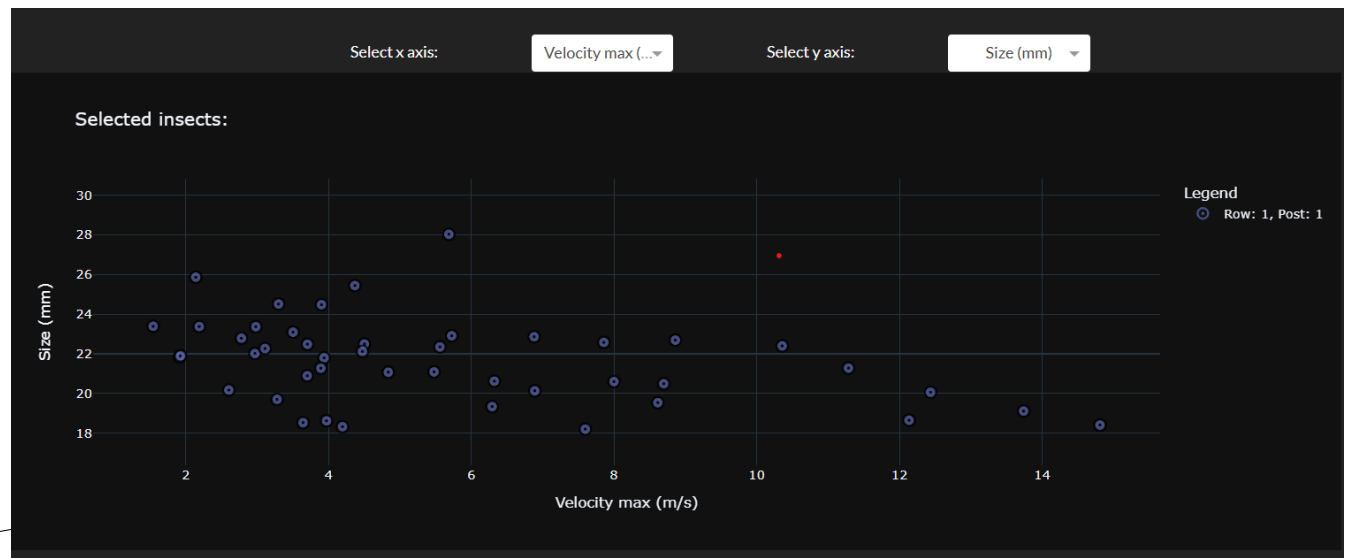 Select x axis: Velocity max (... Select y axis: Size (mm)
Selected insects:
30
28
26
24
22
20
18
Size (mm)
2 4 6 8 10 12 14
Velocity max (m/s)
Legend
Row: 1, Post: 1